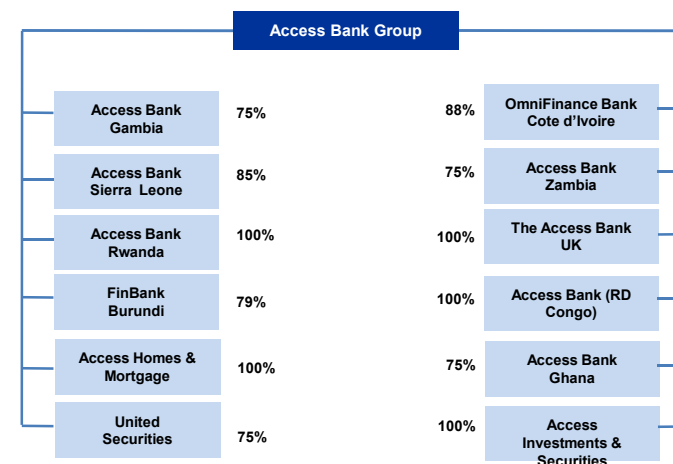 Access Bank Group
Access Bank
Gambia
75%
88%
OmniFinance Bank
Cote d'Ivoire
Access Bank
Sierra Leone
85%
75%
Access Bank
Zambia
Access Bank
Rwanda
100%
100%
The Access Bank
UK
FinBank
Burundi
79%
100%
Access Bank (RD
Congo)
Access Homes &
Mortgage
100%
75%
Access Bank
Ghana
United
Securities
75%
100%
Access
Investments &
Securities